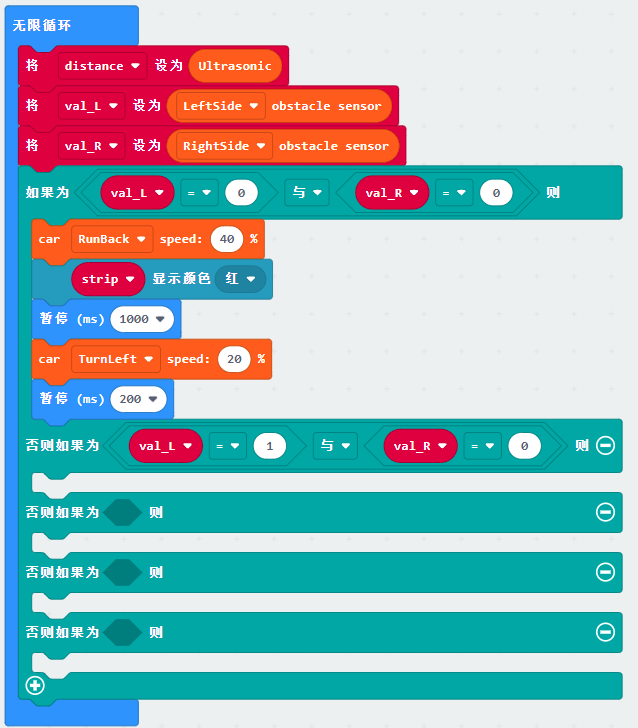 无限循环
将 distance 设为 Ultrasonic
将 val_L 设为 LeftSide obstacle sensor
将 val_R 设为 RightSide obstacle sensor
如果为 val_L = 0 与 val_R = 0 则
car RunBack speed: 40 %
strip 显示颜色 红
暂停 (ms) 1000
car TurnLeft speed: 20 %
暂停 (ms) 200
否则如果为 val_L = 1 与 val_R = 0 则
否则如果为 则
否则如果为 则
否则如果为 则